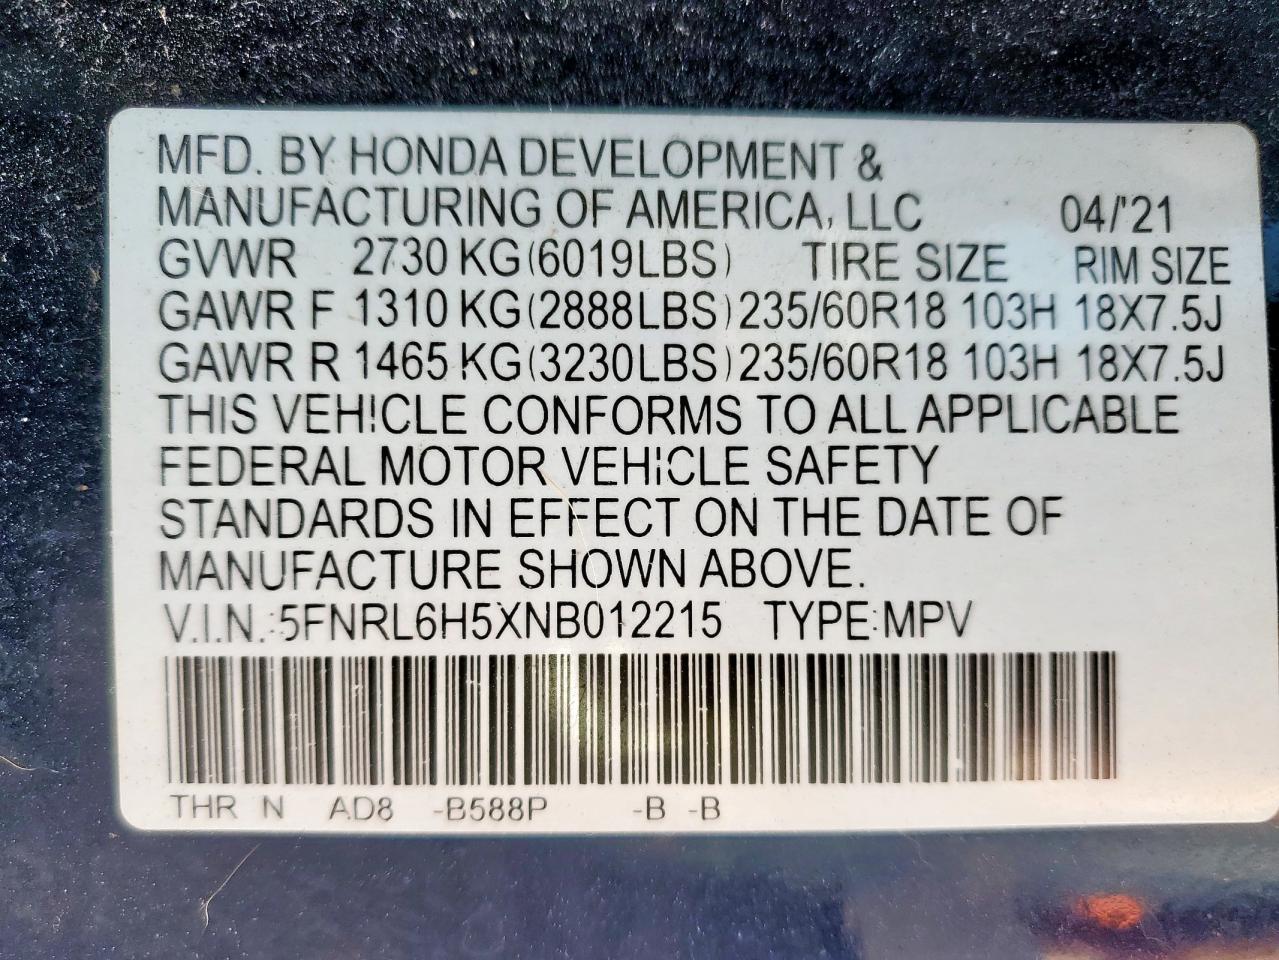 MFD. BY HONDA DEVELOPMENT &
MANUFACTURING OF AMERICA, LLC 04/'21
GVWR 2730 KG(6019LBS) TIRE SIZE RIM SIZE
GAWR F 1310 KG(2888LBS) 235/60R18 103H 18X7.5J
GAWR R 1465 KG(3230LBS) 235/60R18 103H 18X7.5J
THIS VEHICLE CONFORMS TO ALL APPLICABLE
FEDERAL MOTOR VEHICLE SAFETY
STANDARDS IN EFFECT ON THE DATE OF
MANUFACTURE SHOWN ABOVE.
V.I.N.:5FNRL6H5XNB012215 TYPE:MPV
THR N AD8 -B588P -B -B